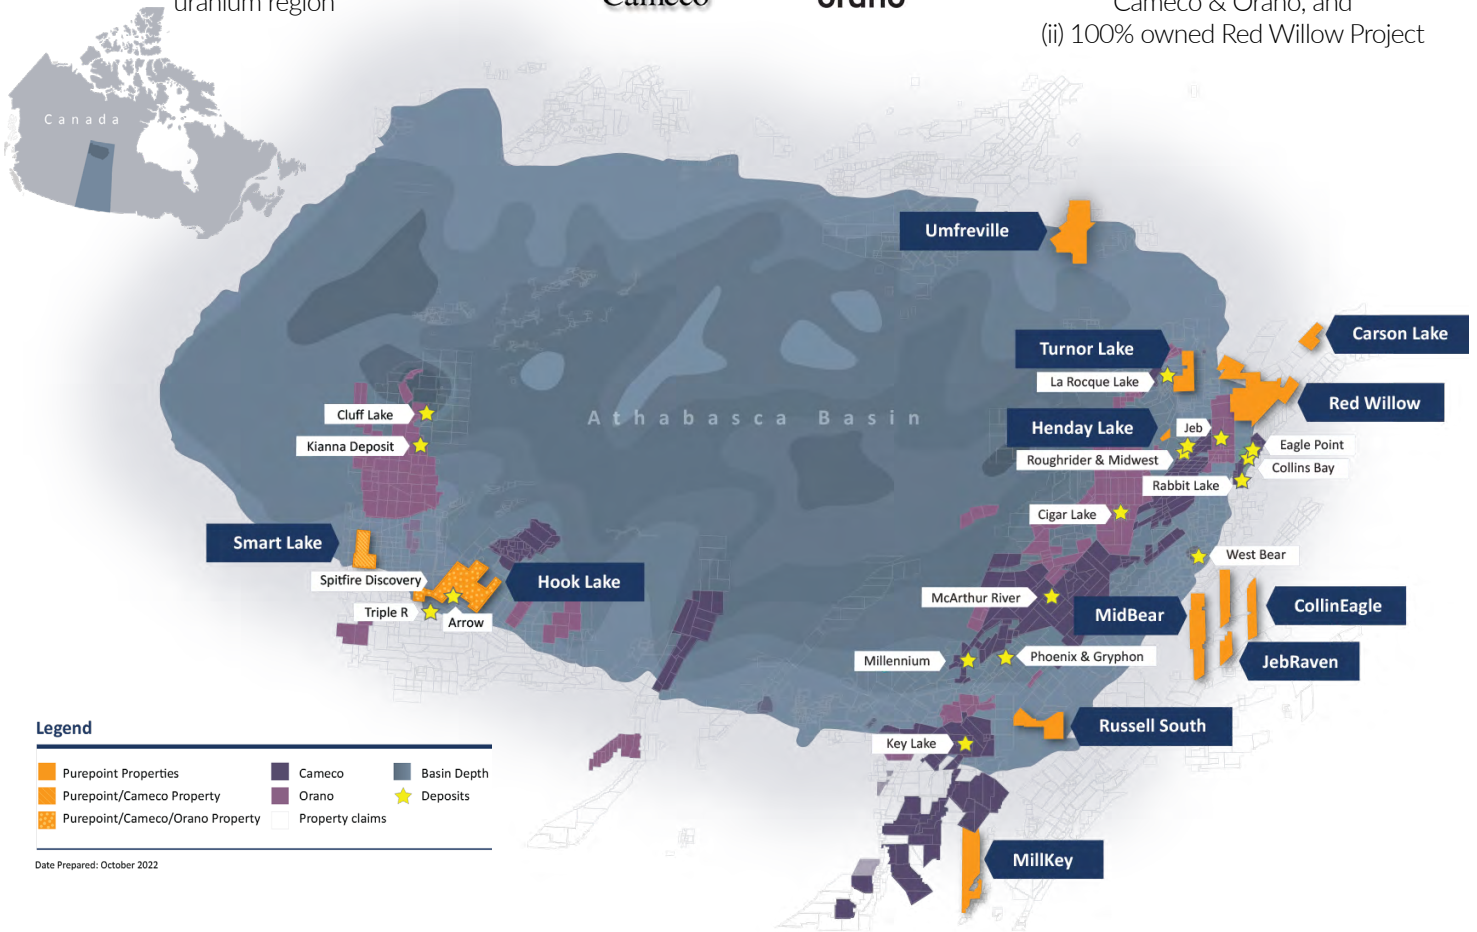 uranium region
Cameco
orano
Cameco & Orano, and
(ii) 100% owned Red Willow Project
Canada
Umfreville
Carson Lake
Turnor Lake
La Rocque Lake
Red Willow
Athabasca Basin
Cluff Lake
Kianna Deposit
Henday Lake
Jeb
Eagle Point
Roughrider & Midwest
Collins Bay
Rabbit Lake
Cigar Lake
Smart Lake
West Bear
Spitfire Discovery
Hook Lake
McArthur River
CollinEagle
Triple R
Arrow
MidBear
Millennium
Phoenix & Gryphon
JebRaven
Russell South
Key Lake
MillKey
Legend
Purepoint Properties
Purepoint/Cameco Property
Purepoint/Cameco/Orano Property
Cameco
Orano
Property claims
Basin Depth
Deposits
Date Prepared: October 2022